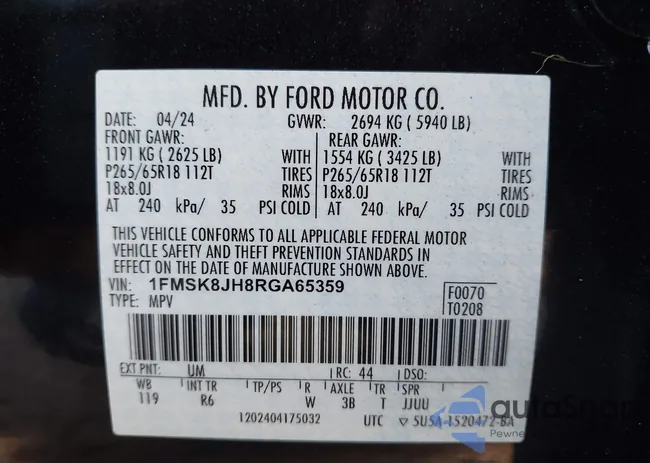 MFD. BY FORD MOTOR CO.
DATE: 04/24 GVWR: 2694 KG ( 5940 LB)
FRONT GAWR: REAR GAWR:
1191 KG ( 2625 LB) WITH 1554 KG ( 3425 LB) WITH
P265/65R18 112T TIRES P265/65R18 112T TIRES
18x8.0J RIMS 18x8.0J RIMS
AT 240 kPa/ 35 PSI COLD AT 240 kPa/ 35 PSI COLD
THIS VEHICLE CONFORMS TO ALL APPLICABLE FEDERAL MOTOR
VEHICLE SAFETY AND THEFT PREVENTION STANDARDS IN
EFFECT ON THE DATE OF MANUFACTURE SHOWN ABOVE.
VIN: 1FMSK8JH8RGA65359 F0070
TYPE: MPV T0208
EXT PNT: UM RC: 44 DSO:
WB INT TR TP/PS R AXLE TR SPR
119 R6 W 3B T JJUU
1202404175032 UTC ▽ SU5A-1520472-BA